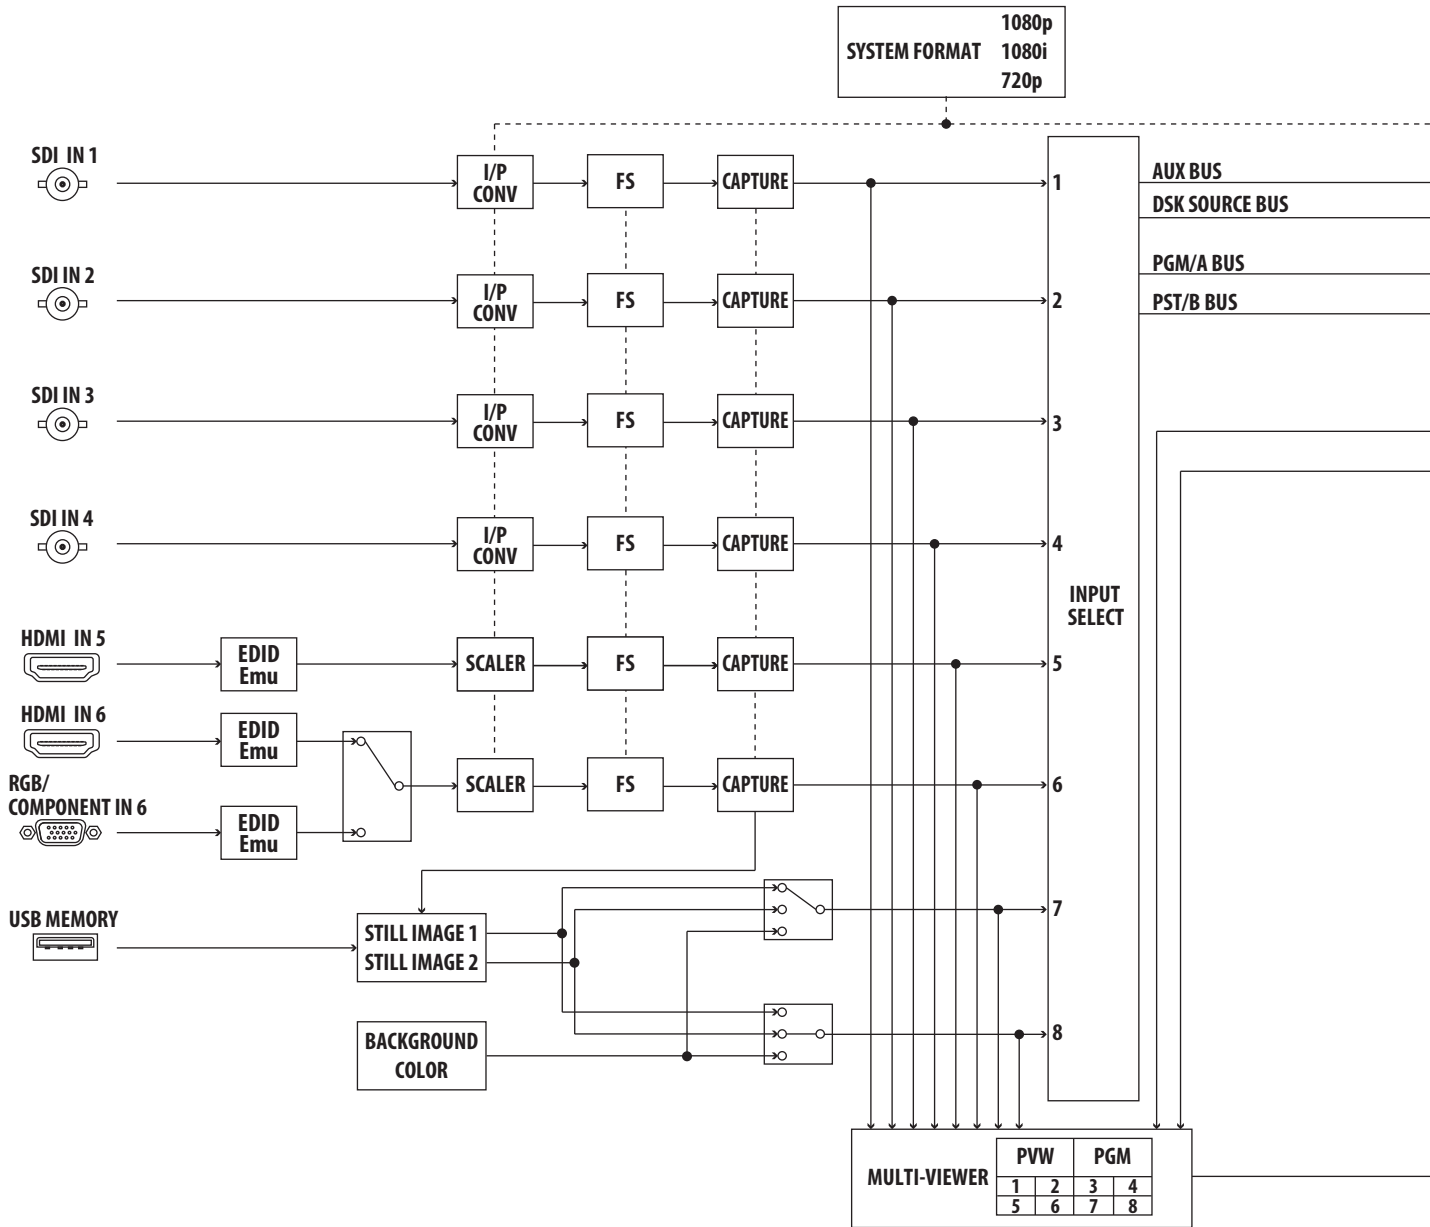 1080p
SYSTEM FORMAT 1080i
720p
SDI IN 1
I/P
CONV
FS
CAPTURE
1
AUX BUS
DSK SOURCE BUS
PGM/A BUS
PST/B BUS
SDI IN 2
I/P
CONV
FS
CAPTURE
2
SDI IN 3
I/P
CONV
FS
CAPTURE
3
SDI IN 4
I/P
CONV
FS
CAPTURE
4
INPUT
SELECT
HDMI IN 5
EDID
Emu
SCALER
FS
CAPTURE
5
HDMI IN 6
EDID
Emu
RGB/
COMPONENT IN 6
EDID
Emu
SCALER
FS
CAPTURE
6
USB MEMORY
STILL IMAGE 1
STILL IMAGE 2
7
BACKGROUND
COLOR
8
MULTI-VIEWER
PVW PGM
1 2 3 4
5 6 7 8